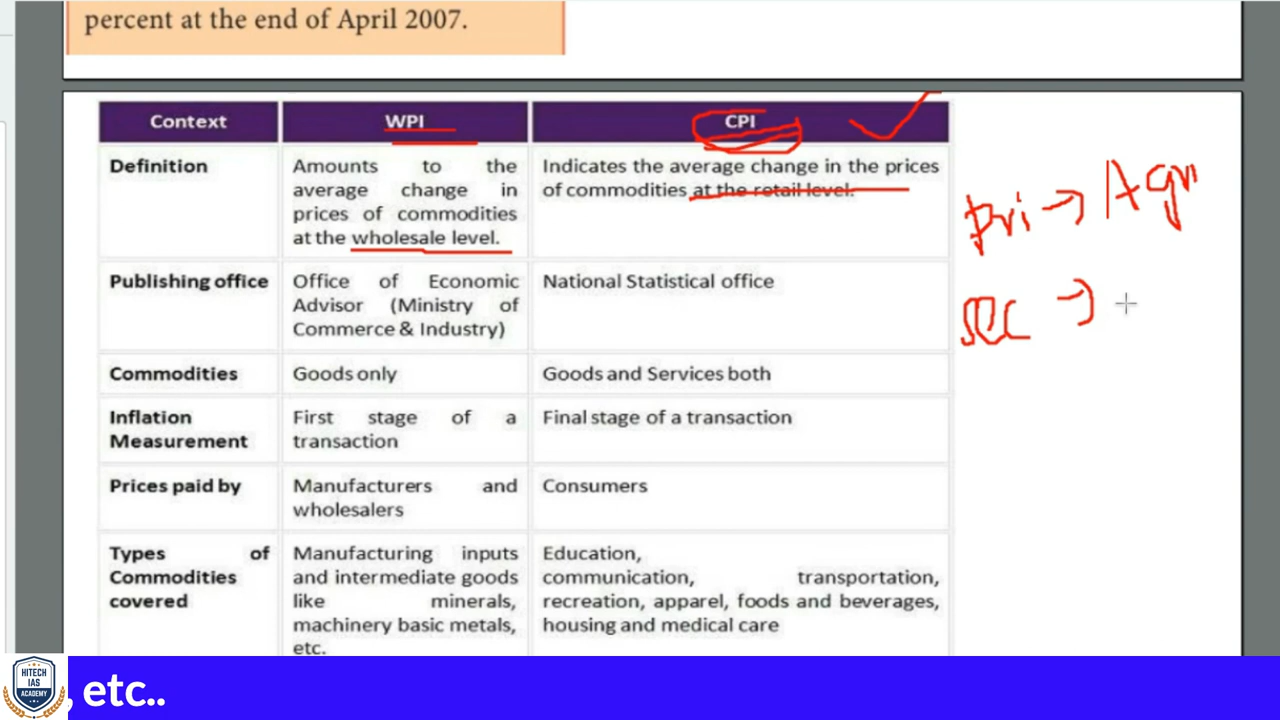 percent at the end of April 2007.
Context WPI CPI
Definition
Amounts to the
average change in
prices of commodities
at the wholesale level.
Indicates the average change in the prices
of commodities at the retail level.
Publishing office
Office of Economic
Advisor (Ministry of
Commerce & Industry)
National Statistical office
Commodities
Goods only
Goods and Services both
Inflation
Measurement
First stage of a
transaction
Final stage of a transaction
Prices paid by
Manufacturers and
wholesalers
Consumers
Types of
Commodities
covered
Manufacturing inputs
and intermediate goods
like minerals,
machinery basic metals,
etc.
Education,
communication, transportation,
recreation, apparel, foods and beverages,
housing and medical care
Pri → Agri
Sec →
HITECH
IAS
ACADEMY
, etc..